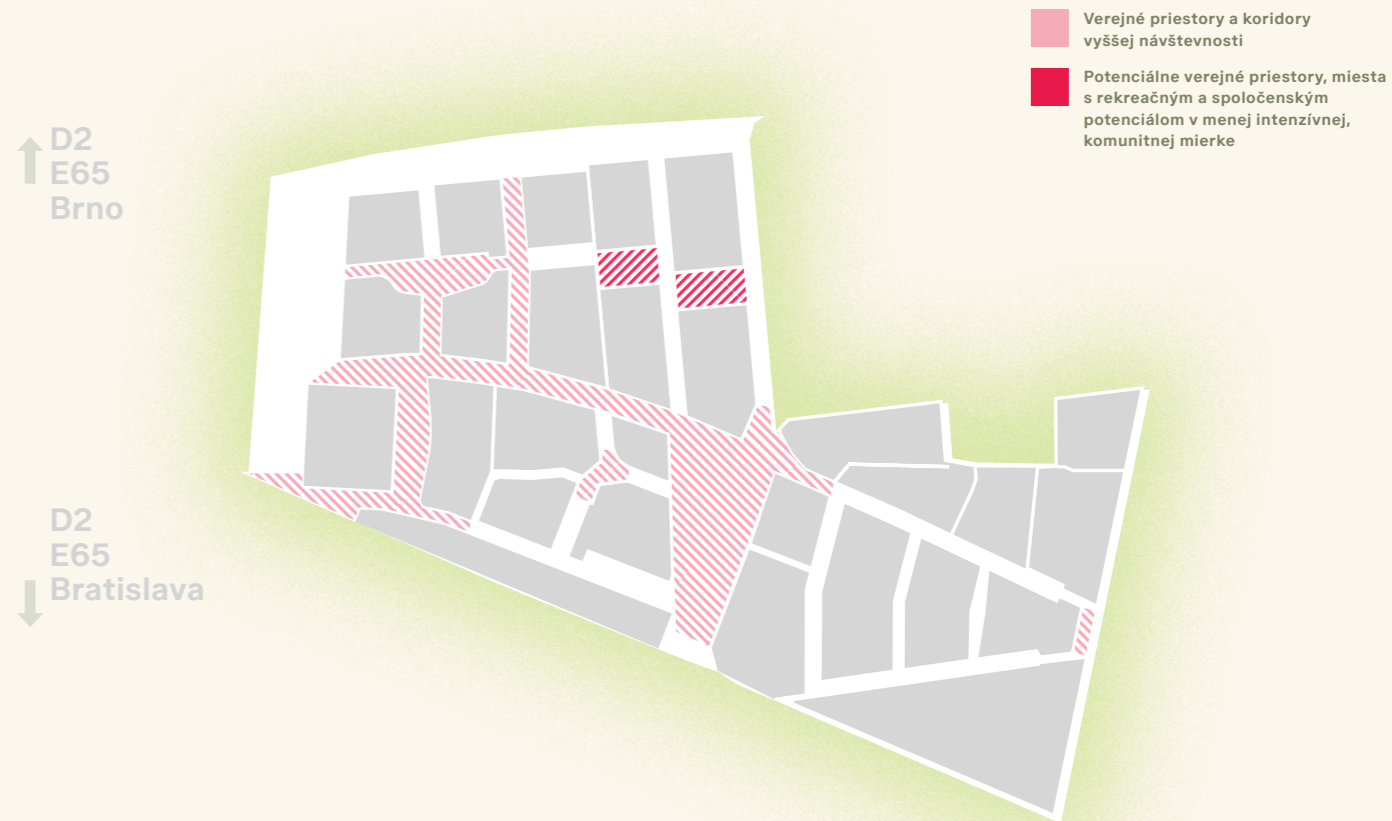 Verejné priestory a koridory
vyššej návštevnosti
Potenciálne verejné priestory, miesta
s rekreačným a spoločenským
potenciálom v menej intenzívnej,
komunitnej mierke
D2
E65
Brno
D2
E65
Bratislava